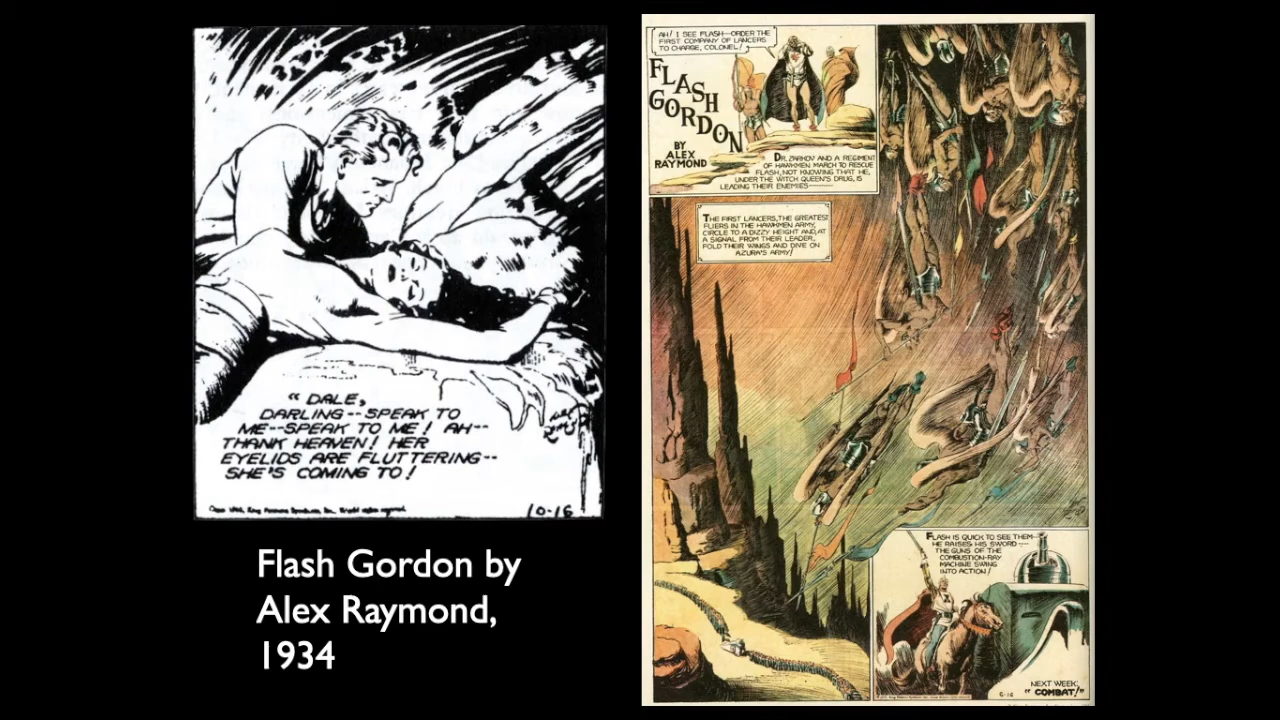 " DALE,
DARLING--SPEAK TO
ME--SPEAK TO ME! AH--
THANK HEAVEN! HER
EYELIDS ARE FLUTTERING--
SHE'S COMING TO!
10-16
Flash Gordon by
Alex Raymond,
1934
AH! I SEE FLASH—ORDER THE
FIRST COMPANY OF LANCERS
TO CHARGE, COLONEL!
FLASH
GORDON
BY
ALEX
RAYMOND
DR. ZARKOV AND A REGIMENT
OF HAWKMEN MARCH TO RESCUE
FLASH, NOT KNOWING THAT HE,
UNDER THE WITCH QUEEN'S DRUG, IS
LEADING THEIR ENEMIES———
THE FIRST LANCERS, THE GREATEST
FLIERS IN THE HAWKMEN ARMY,
CIRCLE TO A DIZZY HEIGHT AND, AT
A SIGNAL FROM THEIR LEADER,
FOLD THEIR WINGS AND DIVE ON
AZURA'S ARMY!
FLASH IS QUICK TO SEE THEM—
HE RAISES HIS SWORD——
THE GUNS OF THE
COMBUSTION-RAY
MACHINE SWING
INTO ACTION!
NEXT WEEK:
"COMBAT!"
6-16